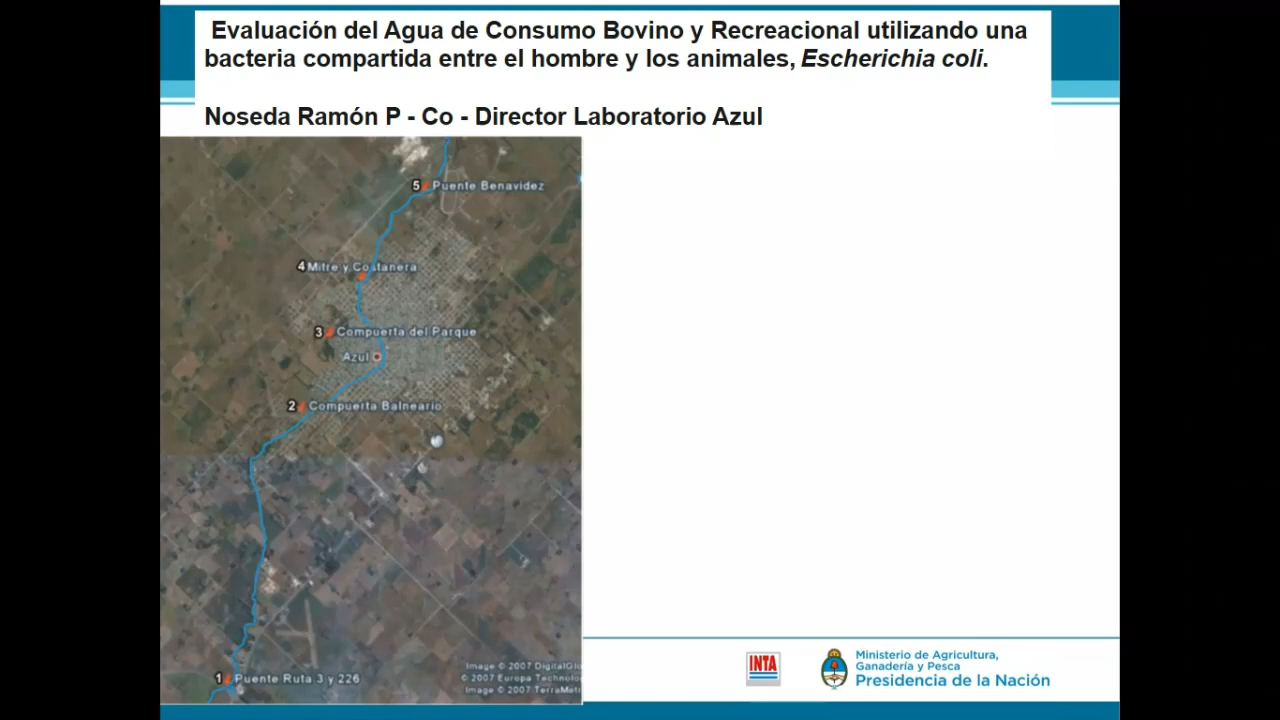 Evaluación del Agua de Consumo Bovino y Recreacional utilizando una
bacteria compartida entre el hombre y los animales, Escherichia coli.
Noseda Ramón P - Co - Director Laboratorio Azul
5 Puente Benavidez
4 Mitre y Costanera
3 Compuerta del Parque
Azul
2 Compuerta Balneario
1 Puente Ruta 3 y 226
Image © 2007 DigitalGlo
© 2007 Europa Technolo
Image © 2007 TerraMetr
INTA
Ministerio de Agricultura,
Ganadería y Pesca
Presidencia de la Nación